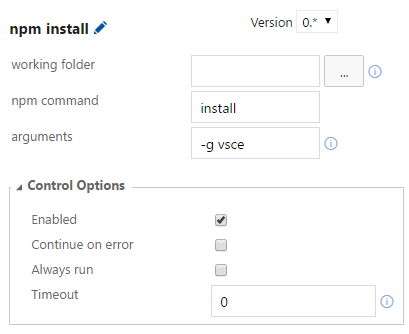 npm install Version 0.*
working folder ...
npm command install
arguments -g vsce
Control Options
Enabled
Continue on error
Always run
Timeout 0